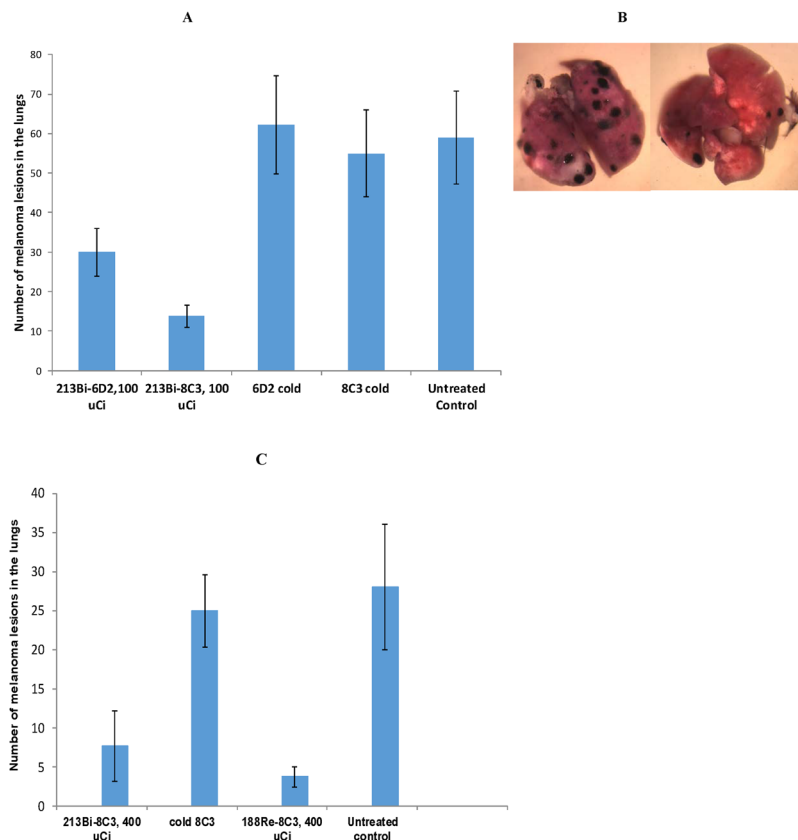 A
B
Number of melanoma lesions in the lungs
80
70
60
50
40
30
20
10
0
213Bi-6D2,100 uCi
213Bi-8C3, 100 uCi
6D2 cold
8C3 cold
Untreated Control
C
Number of melanoma lesions in the lungs
40
35
30
25
20
15
10
5
0
213Bi-8C3, 400 uCi
cold 8C3
188Re-8C3, 400 uCi
Untreated control